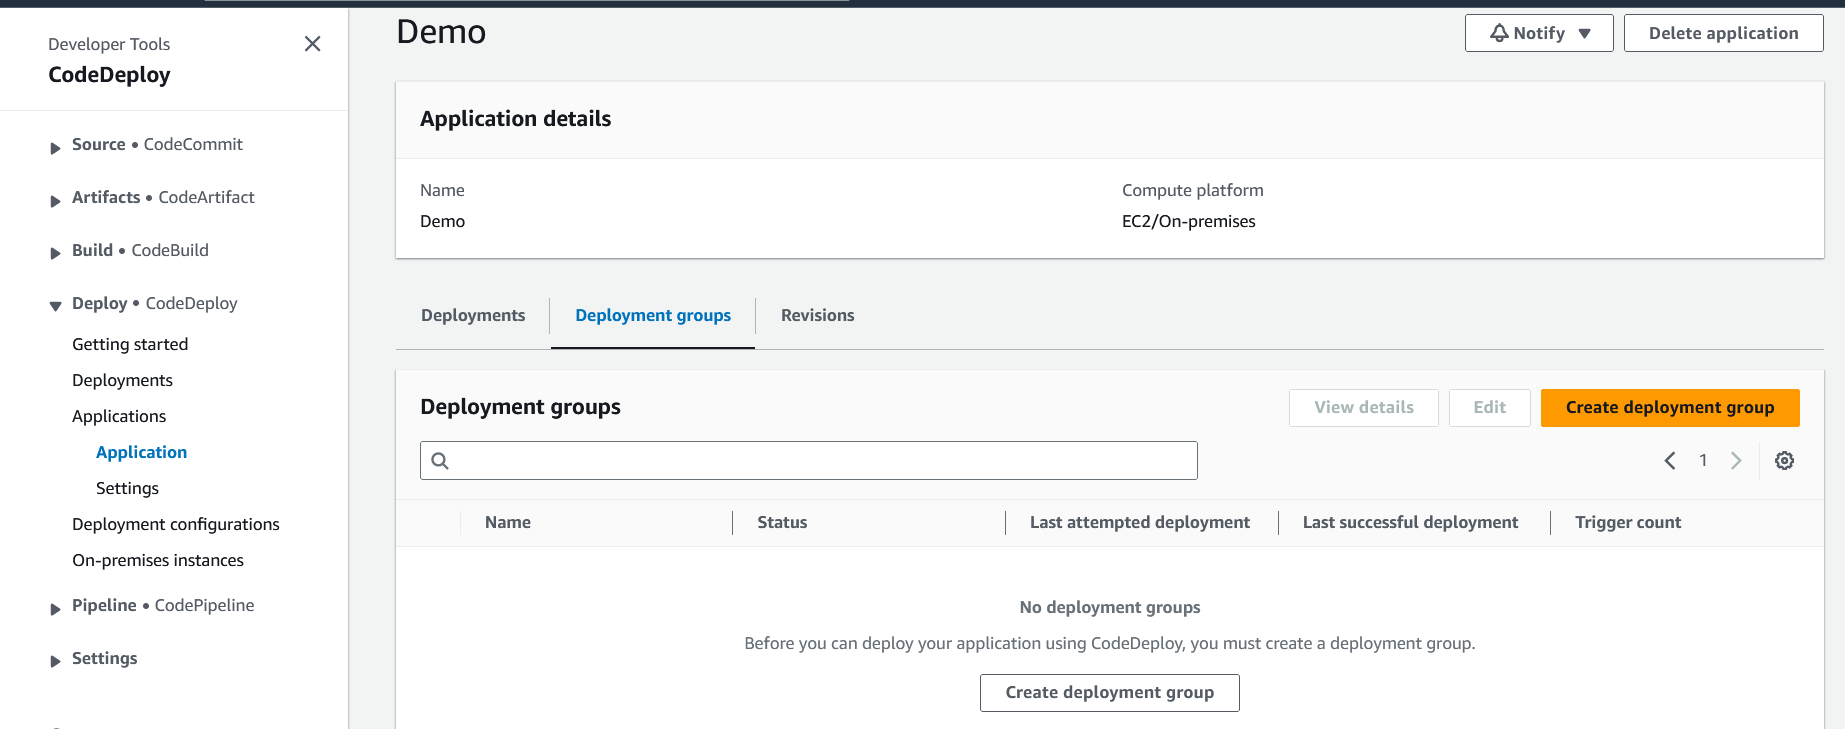 Developer Tools
CodeDeploy
Source • CodeCommit
Artifacts • CodeArtifact
Build • CodeBuild
Deploy • CodeDeploy
Getting started
Deployments
Applications
Application
Settings
Deployment configurations
On-premises instances
Pipeline • CodePipeline
Settings
Demo
Notify
Delete application
Application details
Name
Demo
Compute platform
EC2/On-premises
Deployments
Deployment groups
Revisions
Deployment groups
View details
Edit
Create deployment group
1
Name
Status
Last attempted deployment
Last successful deployment
Trigger count
No deployment groups
Before you can deploy your application using CodeDeploy, you must create a deployment group.
Create deployment group